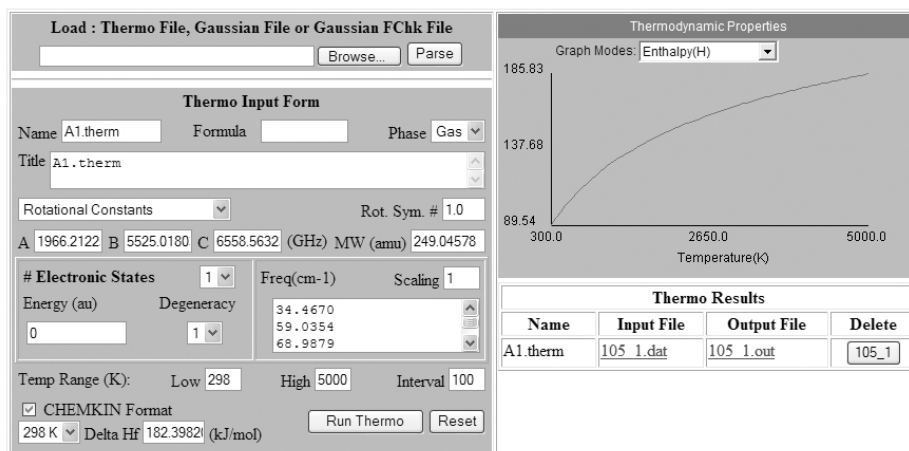 Load : Thermo File, Gaussian File or Gaussian FChk File
Browse... Parse
Thermo Input Form
Name A1.therm Formula Phase Gas
Title A1.therm
Rotational Constants Rot. Sym. # 1.0
A 1966.2122 B 5525.0180 C 6558.5632 (GHz) MW (amu) 249.04578
# Electronic States 1
Energy (au) Degeneracy
0 1
Freq(cm-1) Scaling 1
34.4670
59.0354
68.9879
Temp Range (K): Low 298 High 5000 Interval 100
CHEMKIN Format
298 K Delta Hf 182.3982 (kJ/mol)
Run Thermo Reset
Thermodynamic Properties
Graph Modes: Enthalpy(H)
185.83
137.68
89.54
300.0 2650.0 5000.0
Temperature(K)
Thermo Results
Name Input File Output File Delete
A1.therm 105_1.dat 105_1.out 105_1